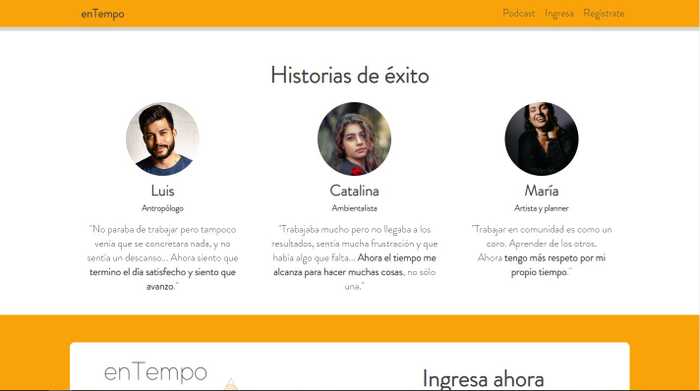 enTempo
Podcast Ingresa Regístrate
Historias de éxito
Luis
Antropólogo
"No paraba de trabajar pero tampoco
venía que se concretara nada, y no
sentía un descanso... Ahora siento que
termino el día satisfecho y siento que
avanzo."
Catalina
Ambientalista
"Trabajaba mucho pero no llegaba a los
resultados, sentía mucha frustración y que
había algo que falta... Ahora el tiempo me
alcanza para hacer muchas cosas, no sólo
una."
María
Artista y planner
"Trabajar en comunidad es como un
coro. Aprender de los otros.
Ahora tengo más respeto por mi
propio tiempo."
enTempo
Ingresa ahora